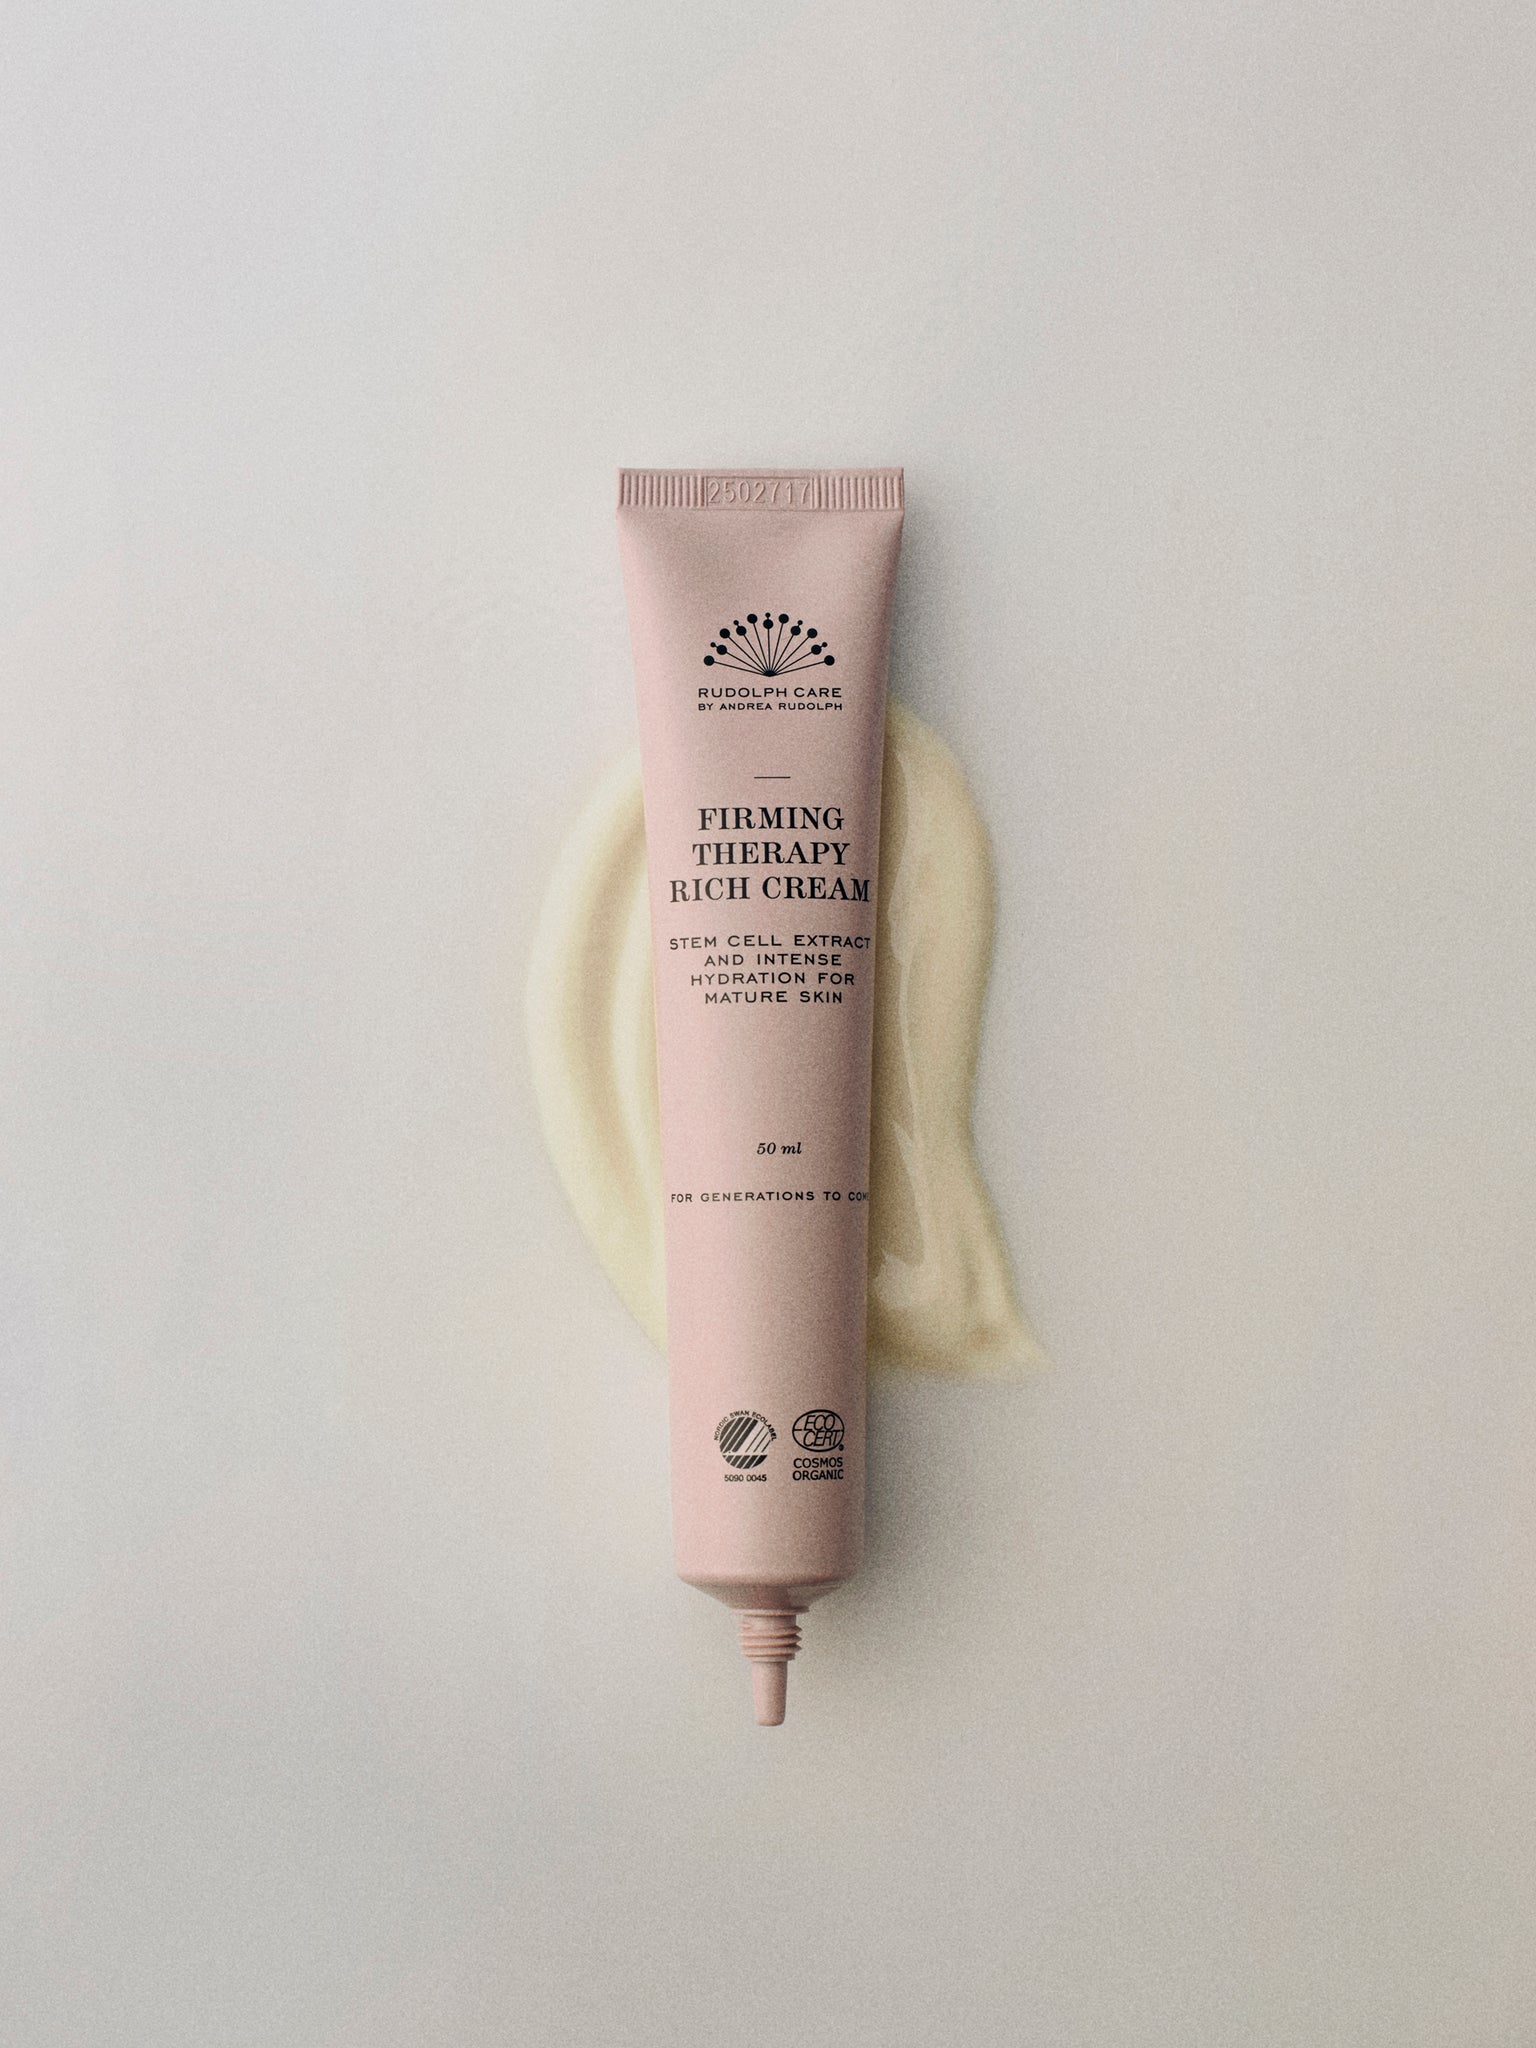 2502717
RUDOLPH CARE
BY ANDREA RUDOLPH
FIRMING
THERAPY
RICH CREAM
STEM CELL EXTRACT
AND INTENSE
HYDRATION FOR
MATURE SKIN
50 ml
FOR GENERATIONS TO COME
NORDIC SWAN ECOLABEL
5090 0045
ECO
CERT
COSMOS
ORGANIC